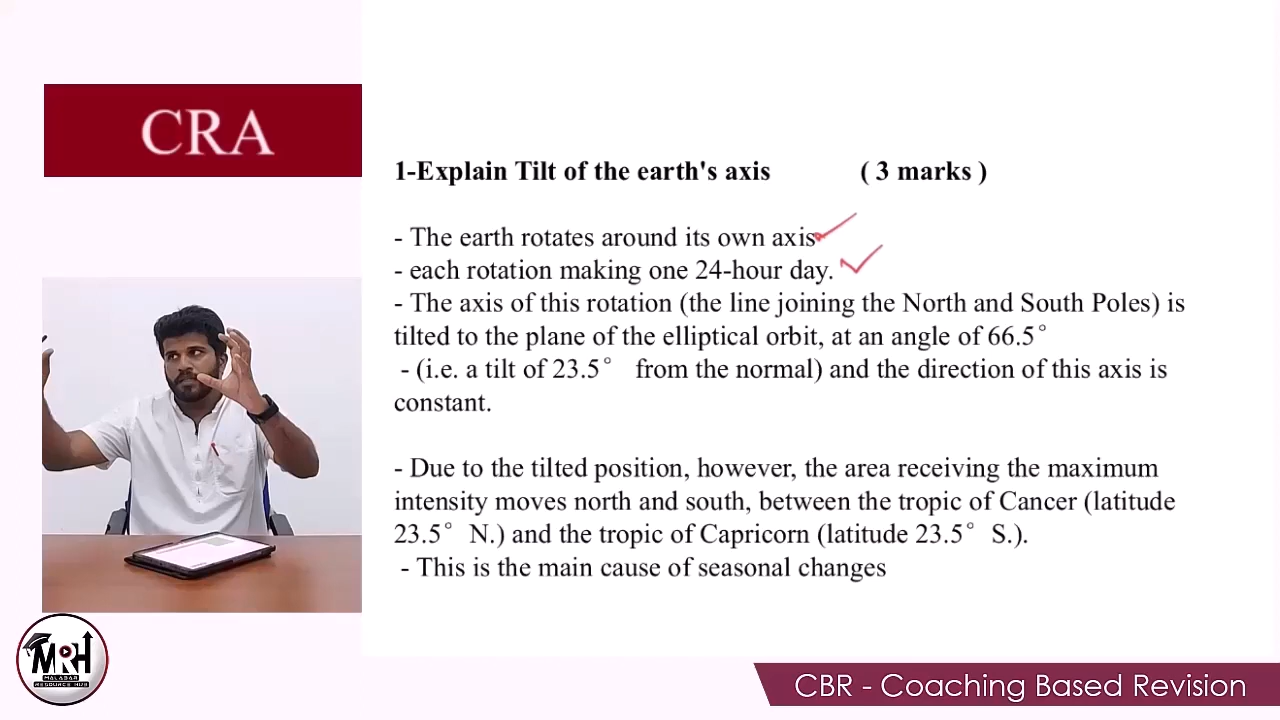 CRA
1-Explain Tilt of the earth's axis ( 3 marks )
- The earth rotates around its own axis
- each rotation making one 24-hour day.
- The axis of this rotation (the line joining the North and South Poles) is
tilted to the plane of the elliptical orbit, at an angle of 66.5°
- (i.e. a tilt of 23.5° from the normal) and the direction of this axis is
constant.
- Due to the tilted position, however, the area receiving the maximum
intensity moves north and south, between the tropic of Cancer (latitude
23.5° N.) and the tropic of Capricorn (latitude 23.5° S.).
- This is the main cause of seasonal changes
MRH
MALABAR
RESOURCE HUB
CBR - Coaching Based Revision